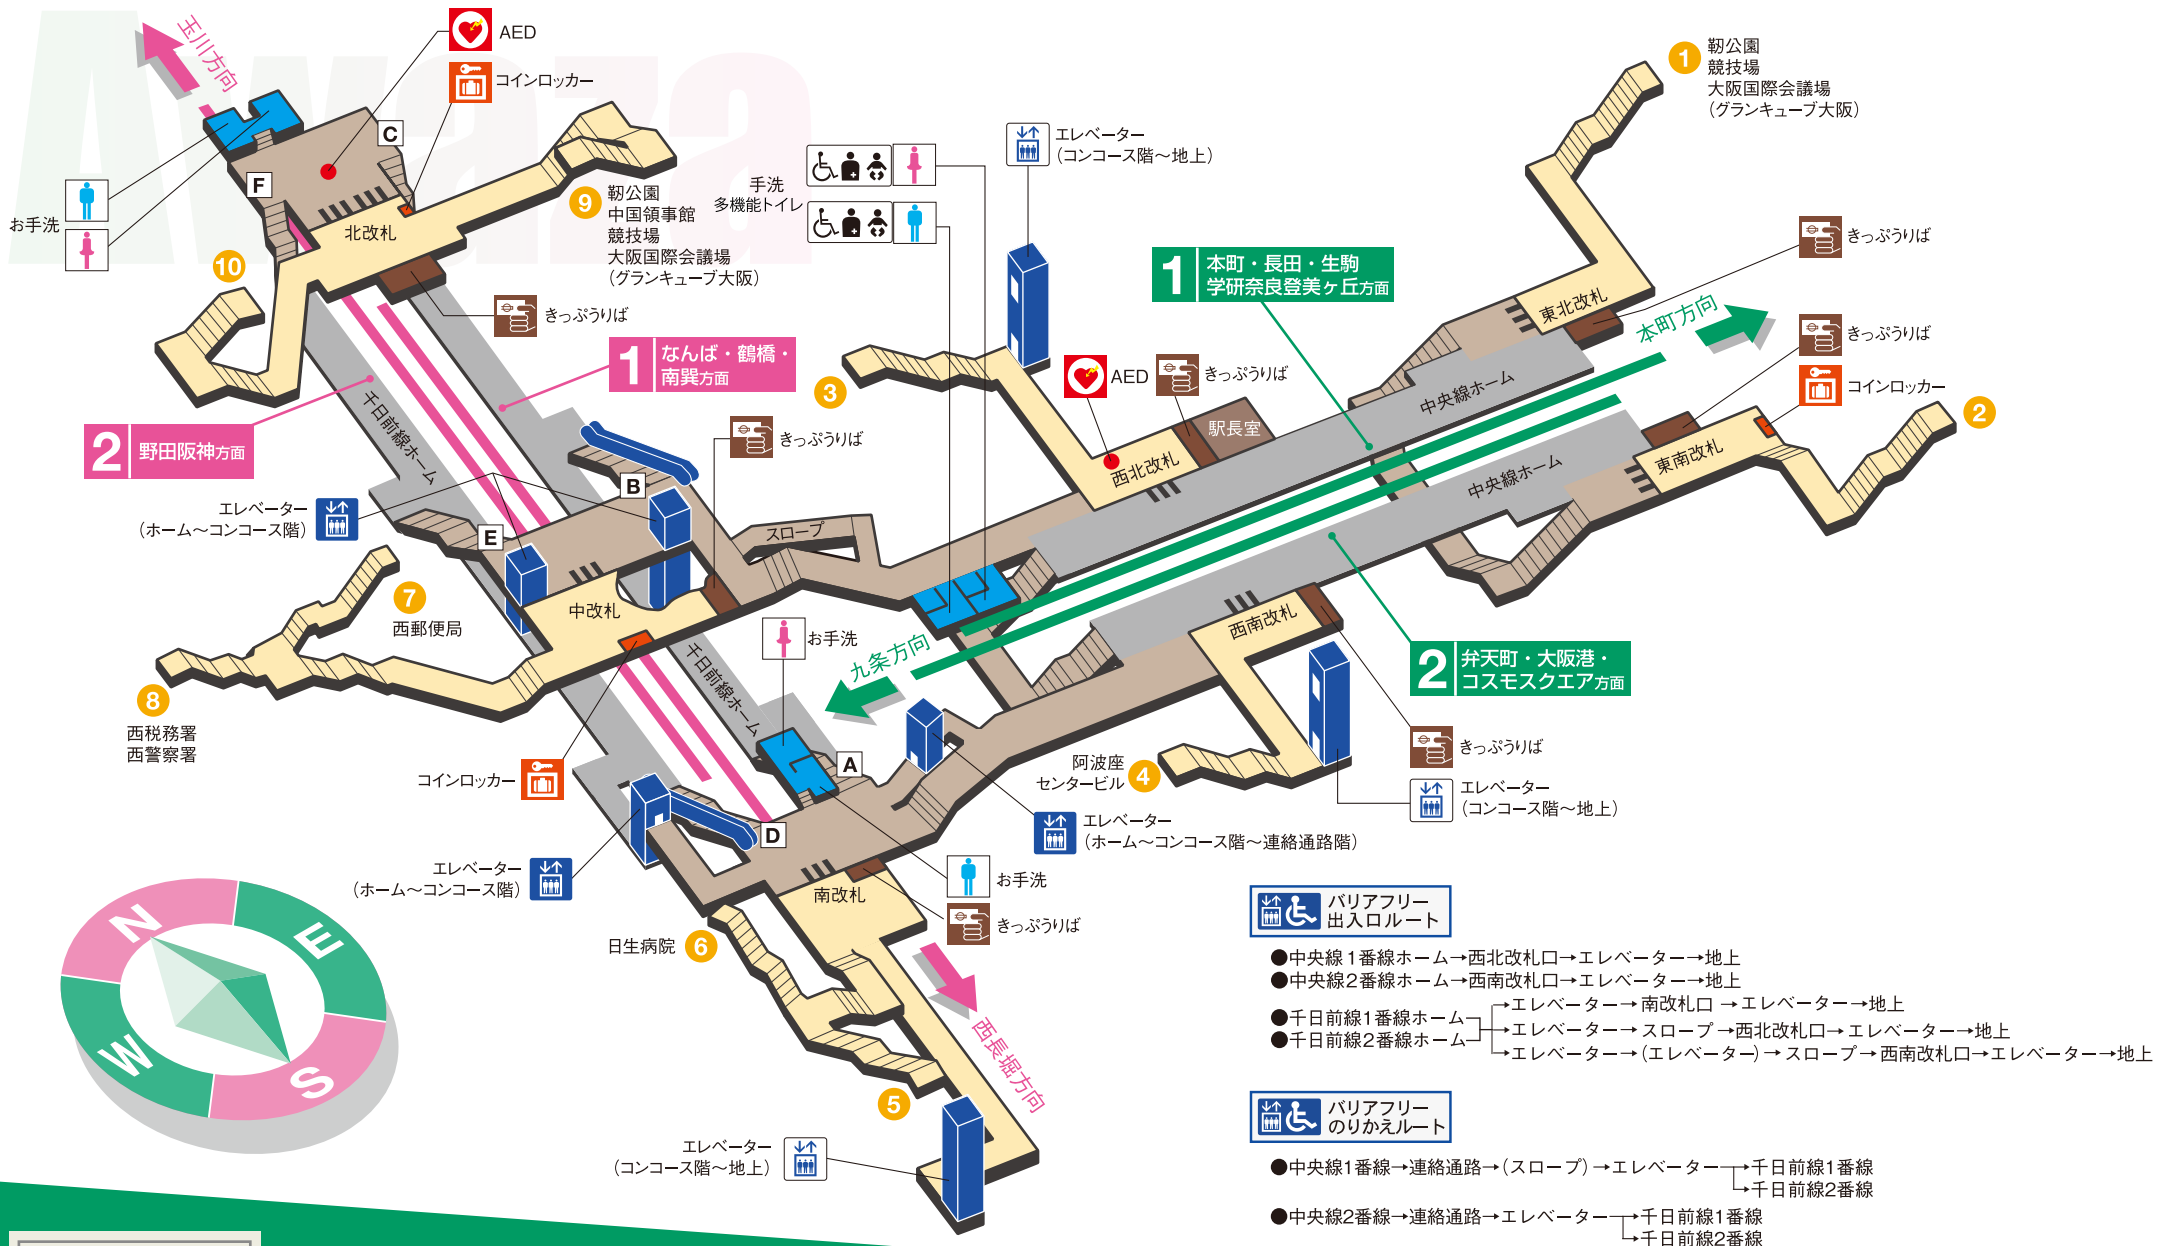 Awaza
玉川方向
AED
コインロッカー
C
F
お手洗
北改札
9
靭公園
中国領事館
競技場
大阪国際会議場
(グランキューブ大阪)
10
きっぷうりば
1
なんば・鶴橋・
南巽方面
2
野田阪神方面
千日前線ホーム
エレベーター
(ホーム〜コンコース階)
B
E
きっぷうりば
手洗
多機能トイレ
エレベーター
(コンコース階〜地上)
1
靭公園
競技場
大阪国際会議場
(グランキューブ大阪)
1
本町・長田・生駒
学研奈良登美ヶ丘方面
きっぷうりば
東北改札
本町方向
きっぷうりば
コインロッカー
2
東南改札
3
AED
きっぷうりば
駅長室
西北改札
中央線ホーム
中央線ホーム
スロープ
7
西郵便局
中改札
8
西税務署
西警察署
お手洗
千日前線ホーム
九条方向
西南改札
2
弁天町・大阪港・
コスモスクエア方面
コインロッカー
A
阿波座
センタービル
4
きっぷうりば
エレベーター
(コンコース階〜地上)
エレベーター
(ホーム〜コンコース階〜連絡通路階)
D
エレベーター
(ホーム〜コンコース階)
お手洗
南改札
きっぷうりば
日生病院
6
西長堀方向
5
エレベーター
(コンコース階〜地上)
N
E
W
S
バリアフリー
出入口ルート
●中央線1番線ホーム→西北改札口→エレベーター→地上
●中央線2番線ホーム→西南改札口→エレベーター→地上
●千日前線1番線ホーム
●千日前線2番線ホーム
→エレベーター→南改札口→エレベーター→地上
→エレベーター→スロープ→西北改札口→エレベーター→地上
→エレベーター→(エレベーター)→スロープ→西南改札口→エレベーター→地上
バリアフリー
のりかえルート
●中央線1番線→連絡通路→(スロープ)→エレベーター→千日前線1番線
→千日前線2番線
●中央線2番線→連絡通路→エレベーター→千日前線1番線
→千日前線2番線